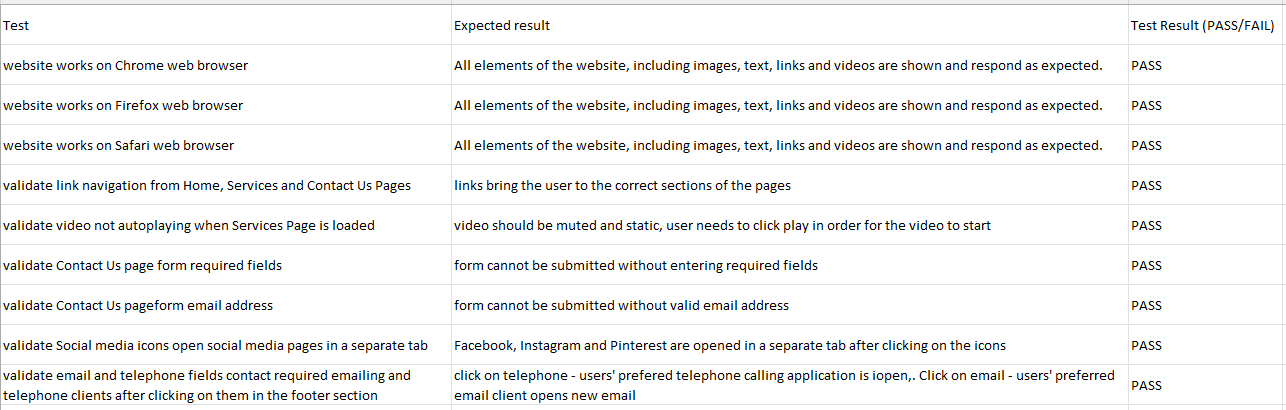 Test Expected result Test Result (PASS/FAIL)
website works on Chrome web browser All elements of the website, including images, text, links and videos are shown and respond as expected. PASS
website works on Firefox web browser All elements of the website, including images, text, links and videos are shown and respond as expected. PASS
website works on Safari web browser All elements of the website, including images, text, links and videos are shown and respond as expected. PASS
validate link navigation from Home, Services and Contact Us Pages links bring the user to the correct sections of the pages PASS
validate video not autoplaying when Services Page is loaded video should be muted and static, user needs to click play in order for the video to start PASS
validate Contact Us page form required fields form cannot be submitted without entering required fields PASS
validate Contact Us pageform email address form cannot be submitted without valid email address PASS
validate Social media icons open social media pages in a separate tab Facebook, Instagram and Pinterest are opened in a separate tab after clicking on the icons PASS
validate email and telephone fields contact required emailing and
telephone clients after clicking on them in the footer section
click on telephone - users' prefered telephone calling application is iopen,. Click on email - users' preferred
email client opens new email
PASS